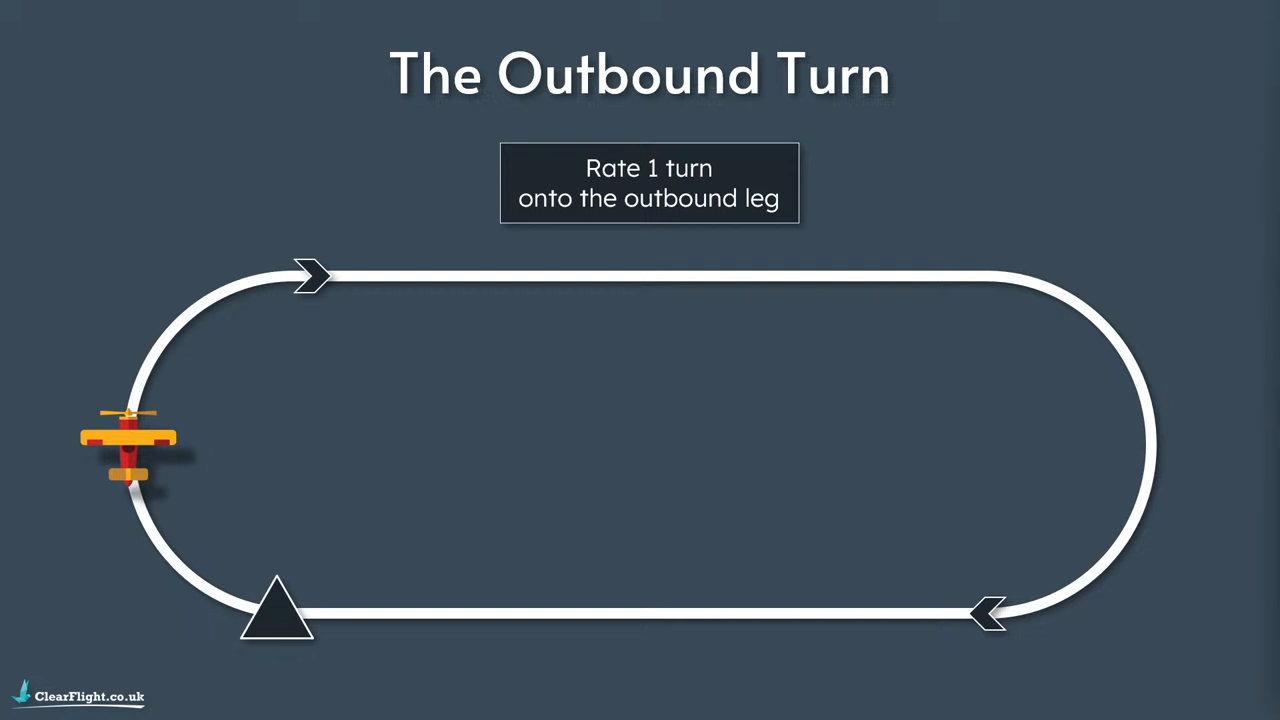 The Outbound Turn
Rate 1 turn
onto the outbound leg
ClearFlight.co.uk